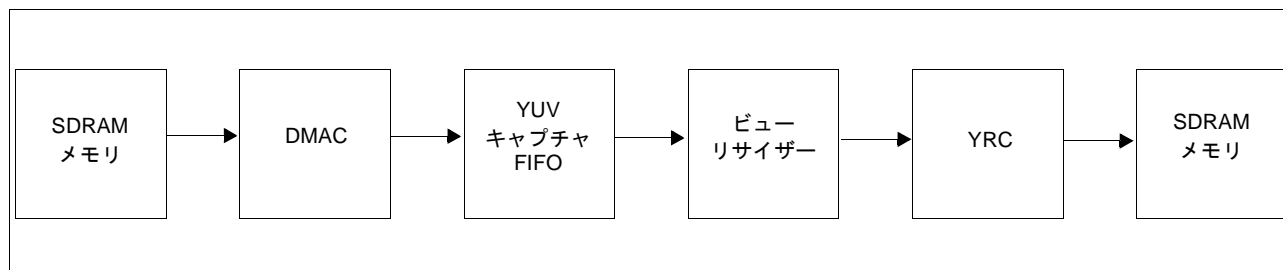 SDRAM
メモリ
DMAC
YUV
キャプチャ
FIFO
ビュー
リサイザー
YRC
SDRAM
メモリ